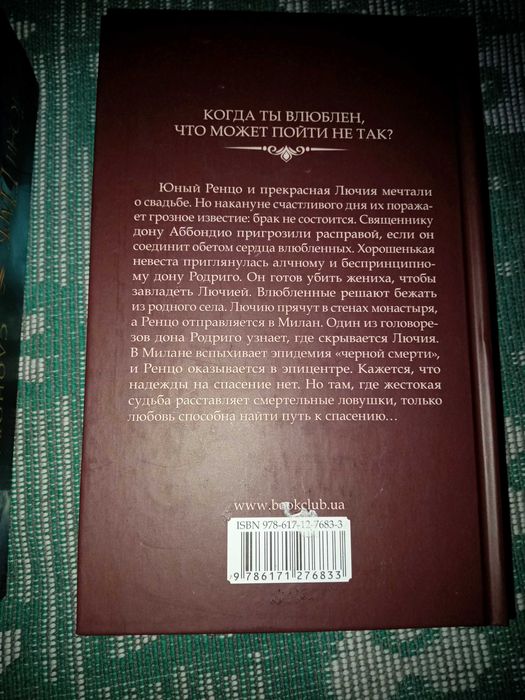 КОГДА ТЫ ВЛЮБЛЕН,
ЧТО МОЖЕТ ПОЙТИ НЕ ТАК?
Юный Ренцо и прекрасная Лючия мечтали
о свадьбе. Но накануне счастливого дня их поража-
ет грозное известие: брак не состоится. Священнику
дону Аббондио пригрозили расправой, если он
соединит обетом сердца влюбленных. Хорошенькая
невеста приглянулась алчному и беспринципно-
му дону Родриго. Он готов убить жениха, чтобы
завладеть Лючией. Влюбленные решают бежать
из родного села. Лючию прячут в стенах монастыря,
а Ренцо отправляется в Милан. Один из головоре-
зов дона Родриго узнает, где скрывается Лючия.
В Милане вспыхивает эпидемия «черной смерти»,
и Ренцо оказывается в эпицентре. Кажется, что
надежды на спасение нет. Но там, где жестокая
судьба расставляет смертельные ловушки, только
любовь способна найти путь к спасению...
www.bookclub.ua
ISBN 978-617-12-7683-3
9 786171 276833